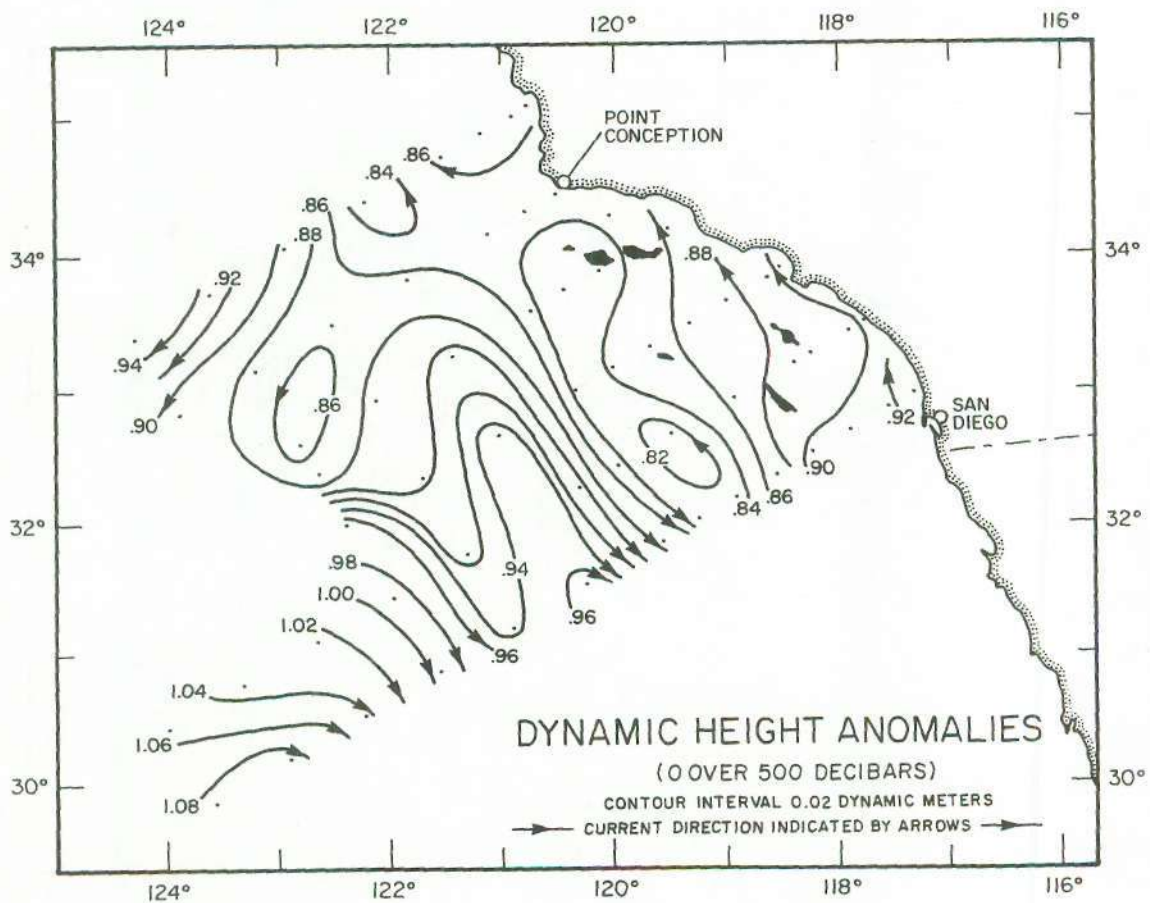 124° 122° 120° 118° 116°
POINT
CONCEPTION
.86
.84
.86
.88
34° 34°
.92
.88
.94
.86
.90
.92
SAN
DIEGO
.82
.90
.86
.84
32° 32°
.98
.94
1.00
.96
1.02
.96
1.04
1.06
1.08
DYNAMIC HEIGHT ANOMALIES
(0 OVER 500 DECIBARS)
30° 30°
CONTOUR INTERVAL 0.02 DYNAMIC METERS
CURRENT DIRECTION INDICATED BY ARROWS
124° 122° 120° 118° 116°